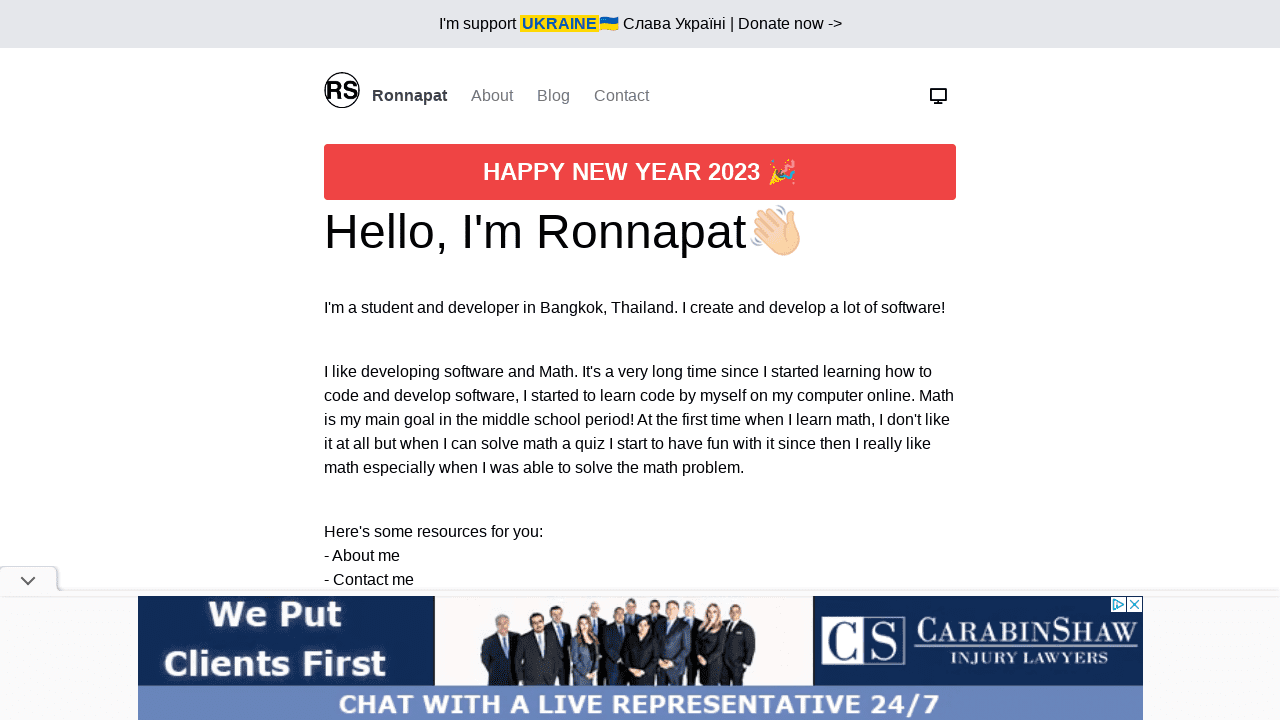 I'm support UKRAINE🇺🇦 Слава Україні | Donate now ->
RS Ronnapat About Blog Contact
HAPPY NEW YEAR 2023 🎉
Hello, I'm Ronnapat👋🏻
I'm a student and developer in Bangkok, Thailand. I create and develop a lot of software!
I like developing software and Math. It's a very long time since I started learning how to
code and develop software, I started to learn code by myself on my computer online. Math
is my main goal in the middle school period! At the first time when I learn math, I don't like
it at all but when I can solve math a quiz I start to have fun with it since then I really like
math especially when I was able to solve the math problem.
Here's some resources for you:
- About me
- Contact me
We Put
Clients First
CS CARABINSHAW
INJURY LAWYERS
CHAT WITH A LIVE REPRESENTATIVE 24/7